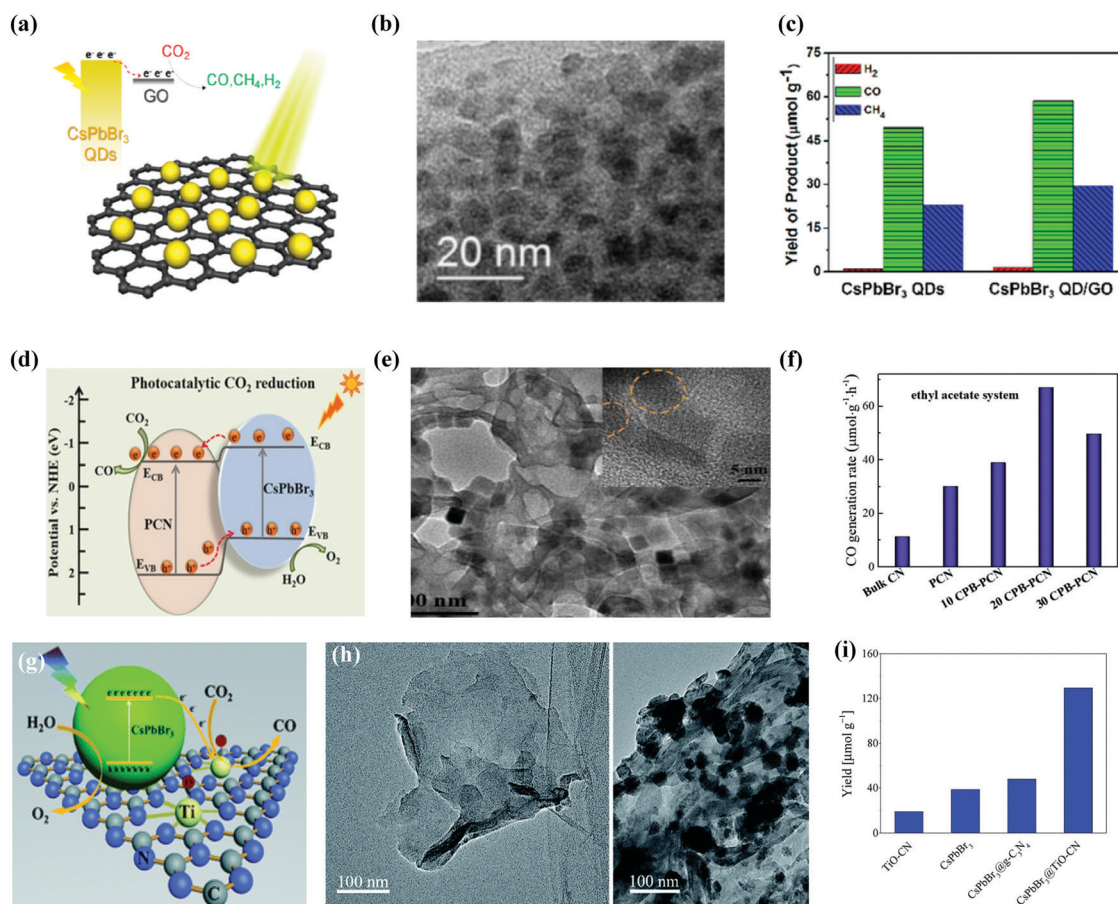 (a)
e⁻ e⁻ e⁻
CO₂
e⁻ e⁻ e⁻
GO
CO,CH₄,H₂
CsPbBr₃
QDs
(b)
20 nm
(c)
Yield of Product (μmol g⁻¹)
75
60
45
30
15
0
H₂
CO
CH₄
CsPbBr₃ QDs
CsPbBr₃ QD/GO
(d)
Photocatalytic CO₂ reduction
Potential vs. NHE (eV)
-2
-1
0
1
2
CO₂
CO
e e e e
e e e
E_CB
E_CB
PCN
CsPbBr₃
h⁺ h⁺ h⁺
E_VB
h⁺
E_VB
h⁺ h⁺
O₂
H₂O
(e)
5 nm
00 nm
(f)
CO generation rate (μmol·g⁻¹·h⁻¹)
ethyl acetate system
60
40
20
0
Bulk CN
PCN
10 CPB-PCN
20 CPB-PCN
30 CPB-PCN
(g)
e⁻e⁻e⁻e⁻e⁻e⁻e⁻
e⁻
e⁻
e⁻
CO₂
H₂O
CsPbBr₃
CO
O₂
Ti
N
C
(h)
100 nm
100 nm
(i)
Yield [μmol g⁻¹]
160
120
80
40
0
TiO-CN
CsPbBr₃
CsPbBr₃@g-C₃N₄
CsPbBr₃@TiO-CN